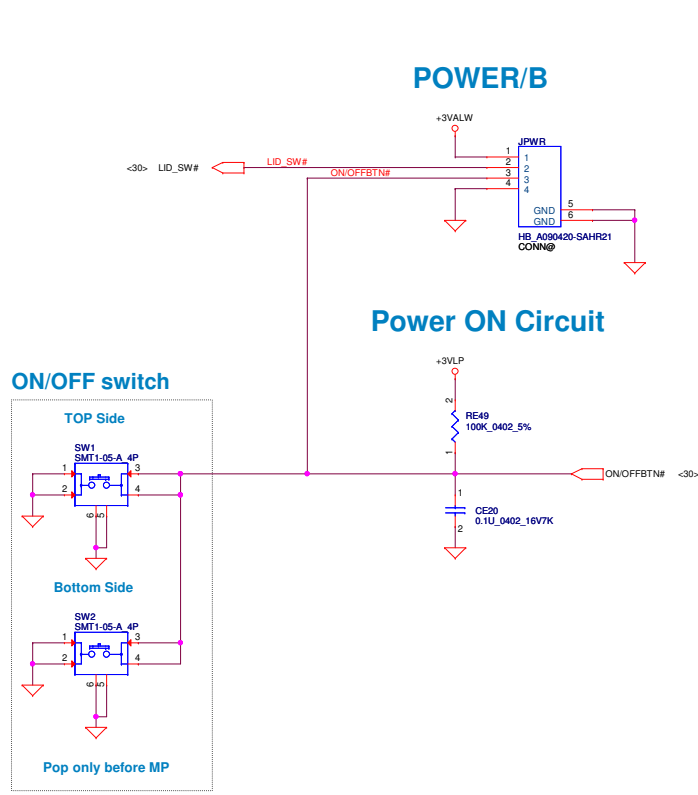 POWER/B
+3VALW
JPWR
<30> LID_SW#
LID_SW#
ON/OFFBTN#
1
2
3
4
1
2
3
4
GND
GND
5
6
HB_A090420-SAHR21
CONN@
Power ON Circuit
+3VLP
2
RE49
100K_0402_5%
1
ON/OFFBTN# <30>
1
CE20
0.1U_0402_16V7K
2
ON/OFF switch
TOP Side
SW1
SMT1-05-A_4P
1
3
2
4
6
5
Bottom Side
SW2
SMT1-05-A_4P
1
3
2
4
6
5
Pop only before MP